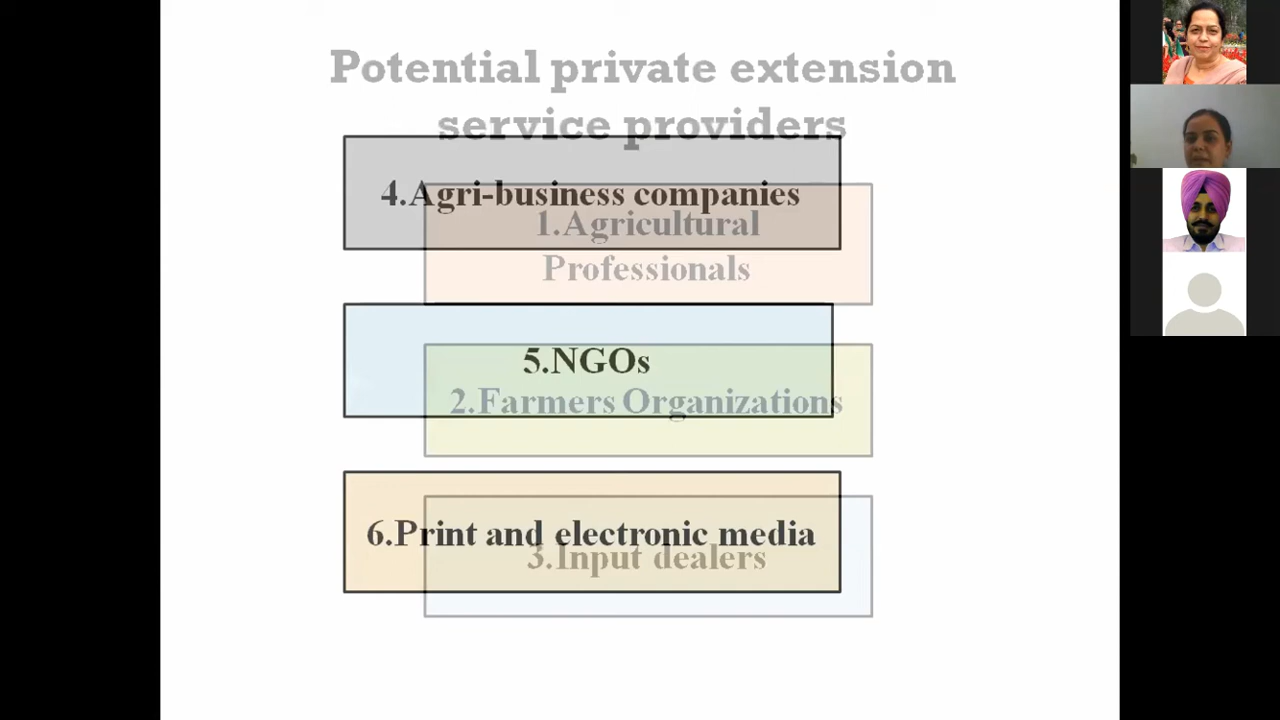 Potential private extension
service providers
4.Agri-business companies
1.Agricultural
Professionals
5.NGOs
2.Farmers Organizations
6.Print and electronic media
3.Input dealers